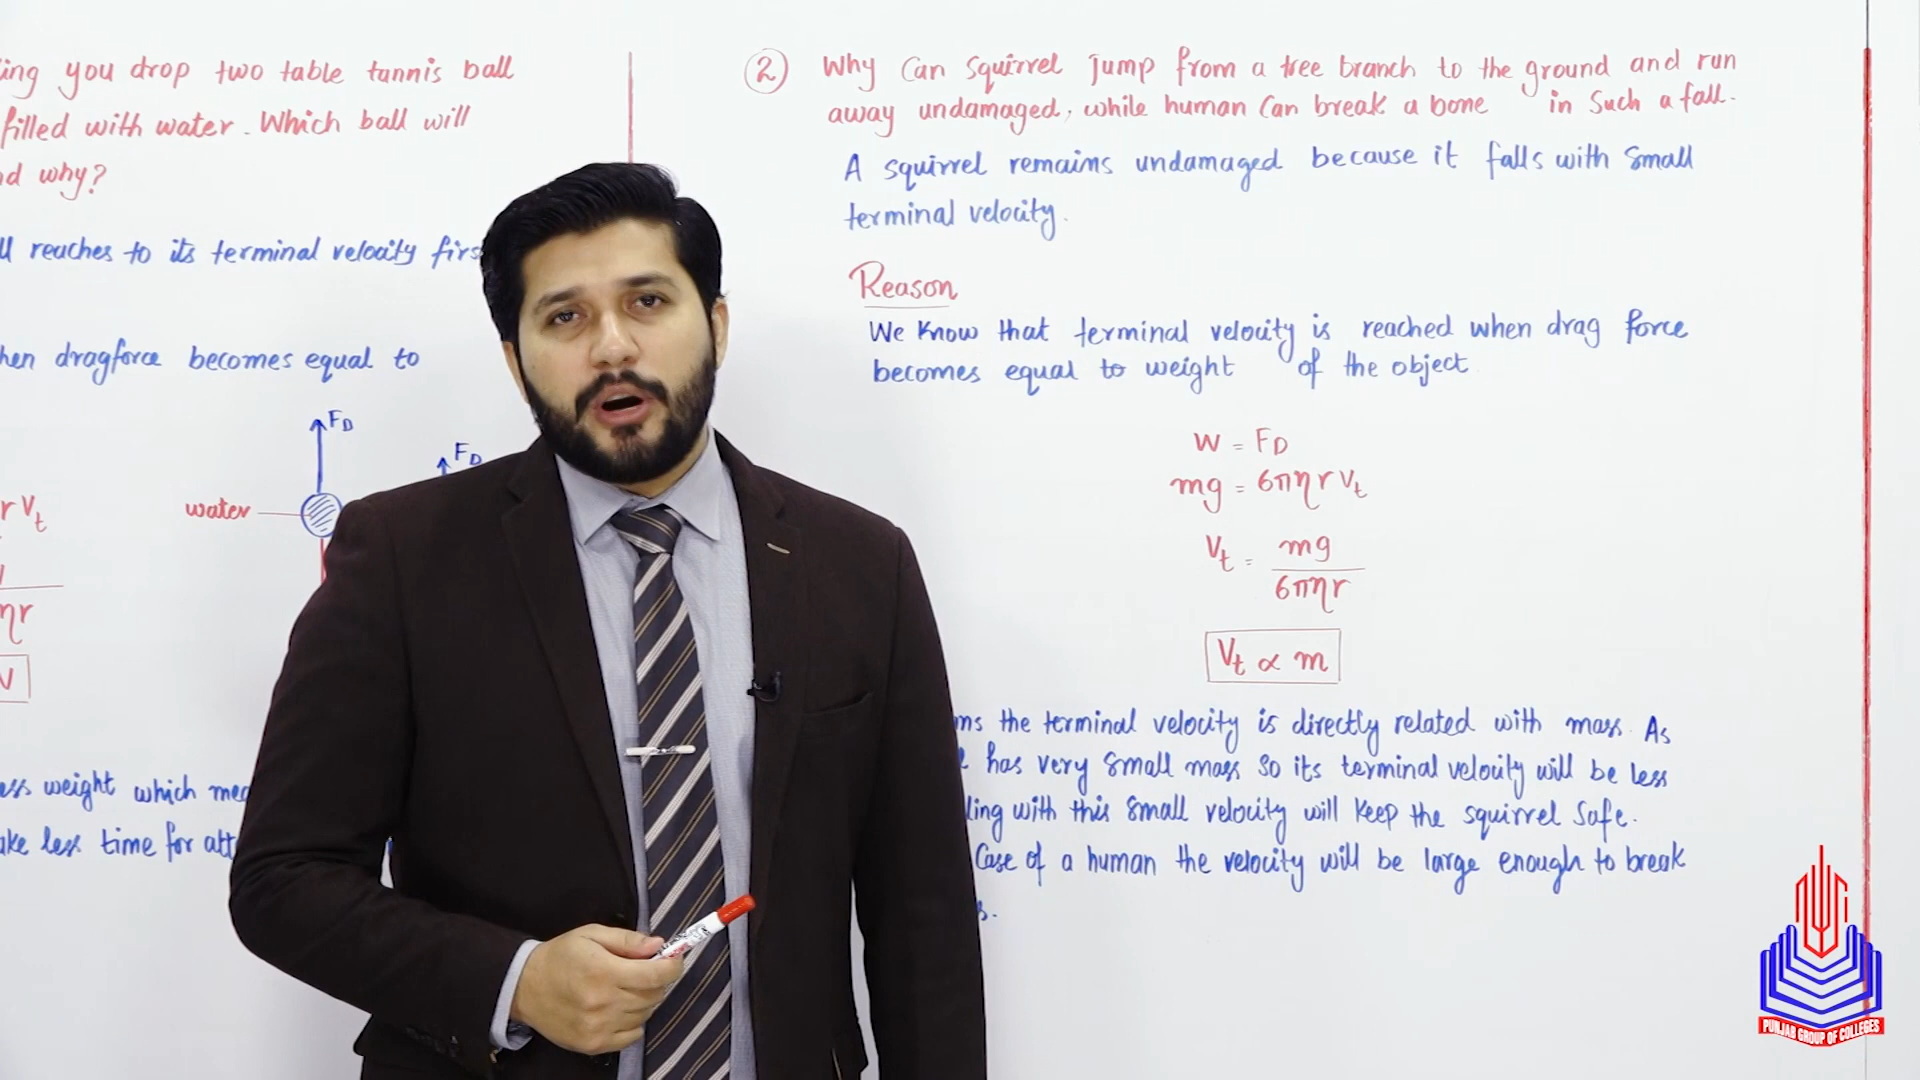 ing you drop two table tannis ball
filled with water. Which ball will
d why?
reaches to its terminal velocity firs
hen dragforce becomes equal to
FD
FD
water
r Vt
ηr
V
ess weight which mea
ake less time for att
2 Why Can Squirrel Jump from a tree branch to the ground and run
away undamaged, while human Can break a bone in Such a fall.
A squirrel remains undamaged because it falls with Small
terminal velocity.
Reason
We Know that terminal velocity is reached when drag force
becomes equal to weight of the object
W = FD
mg = 6πηr Vt
Vt = mg
6πηr
Vt ∝ m
ms the terminal velocity is directly related with mass. As
has very Small mass So its terminal velocity will be less
ling with this Small velocity will Keep the squirrel Safe.
Case of a human the velocity will be large enough to break
s.
PUNJAB GROUP OF COLLEGES